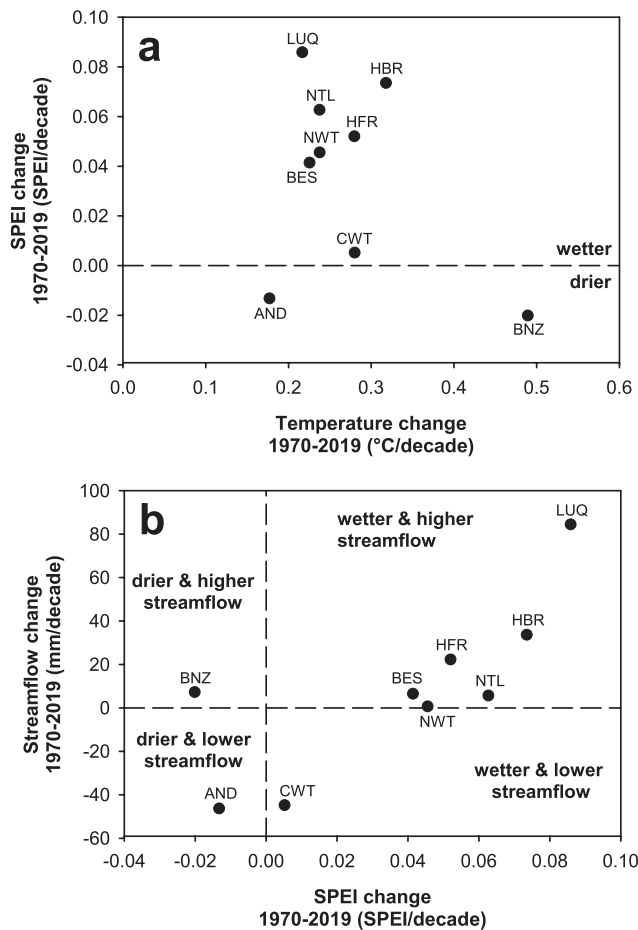 a
SPEI change
1970-2019 (SPEI/decade)
0.10
0.08
0.06
0.04
0.02
0.00
-0.02
-0.04
LUQ
HBR
NTL
HFR
NWT
BES
CWT
wetter
drier
AND
BNZ
0.0 0.1 0.2 0.3 0.4 0.5 0.6
Temperature change
1970-2019 (°C/decade)
b
Streamflow change
1970-2019 (mm/decade)
100
80
60
40
20
0
-20
-40
-60
LUQ
wetter & higher
streamflow
drier & higher
streamflow
HBR
HFR
BNZ
BES
NTL
NWT
drier & lower
streamflow
wetter & lower
streamflow
AND
CWT
-0.04 -0.02 0.00 0.02 0.04 0.06 0.08 0.10
SPEI change
1970-2019 (SPEI/decade)